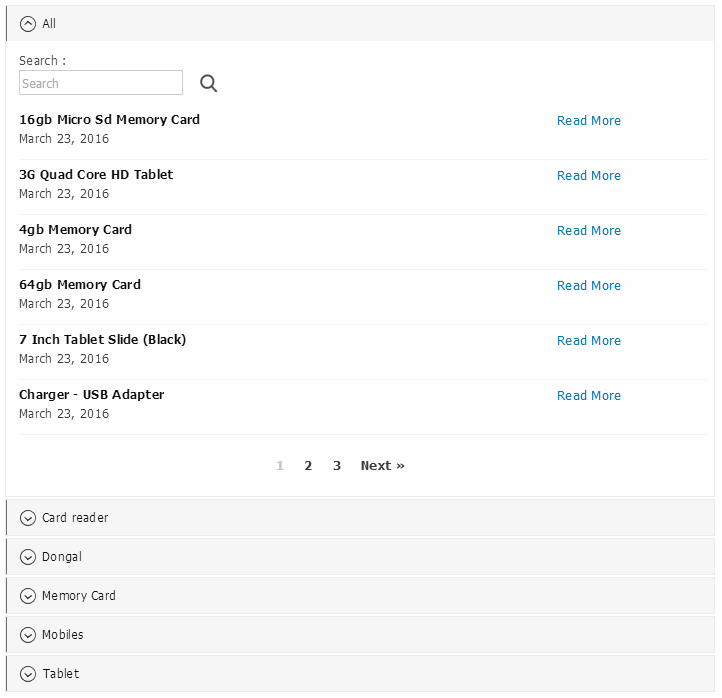 All
Search :
Search
16gb Micro Sd Memory Card Read More
March 23, 2016
3G Quad Core HD Tablet Read More
March 23, 2016
4gb Memory Card Read More
March 23, 2016
64gb Memory Card Read More
March 23, 2016
7 Inch Tablet Slide (Black) Read More
March 23, 2016
Charger - USB Adapter Read More
March 23, 2016
1 2 3 Next »
Card reader
Dongal
Memory Card
Mobiles
Tablet